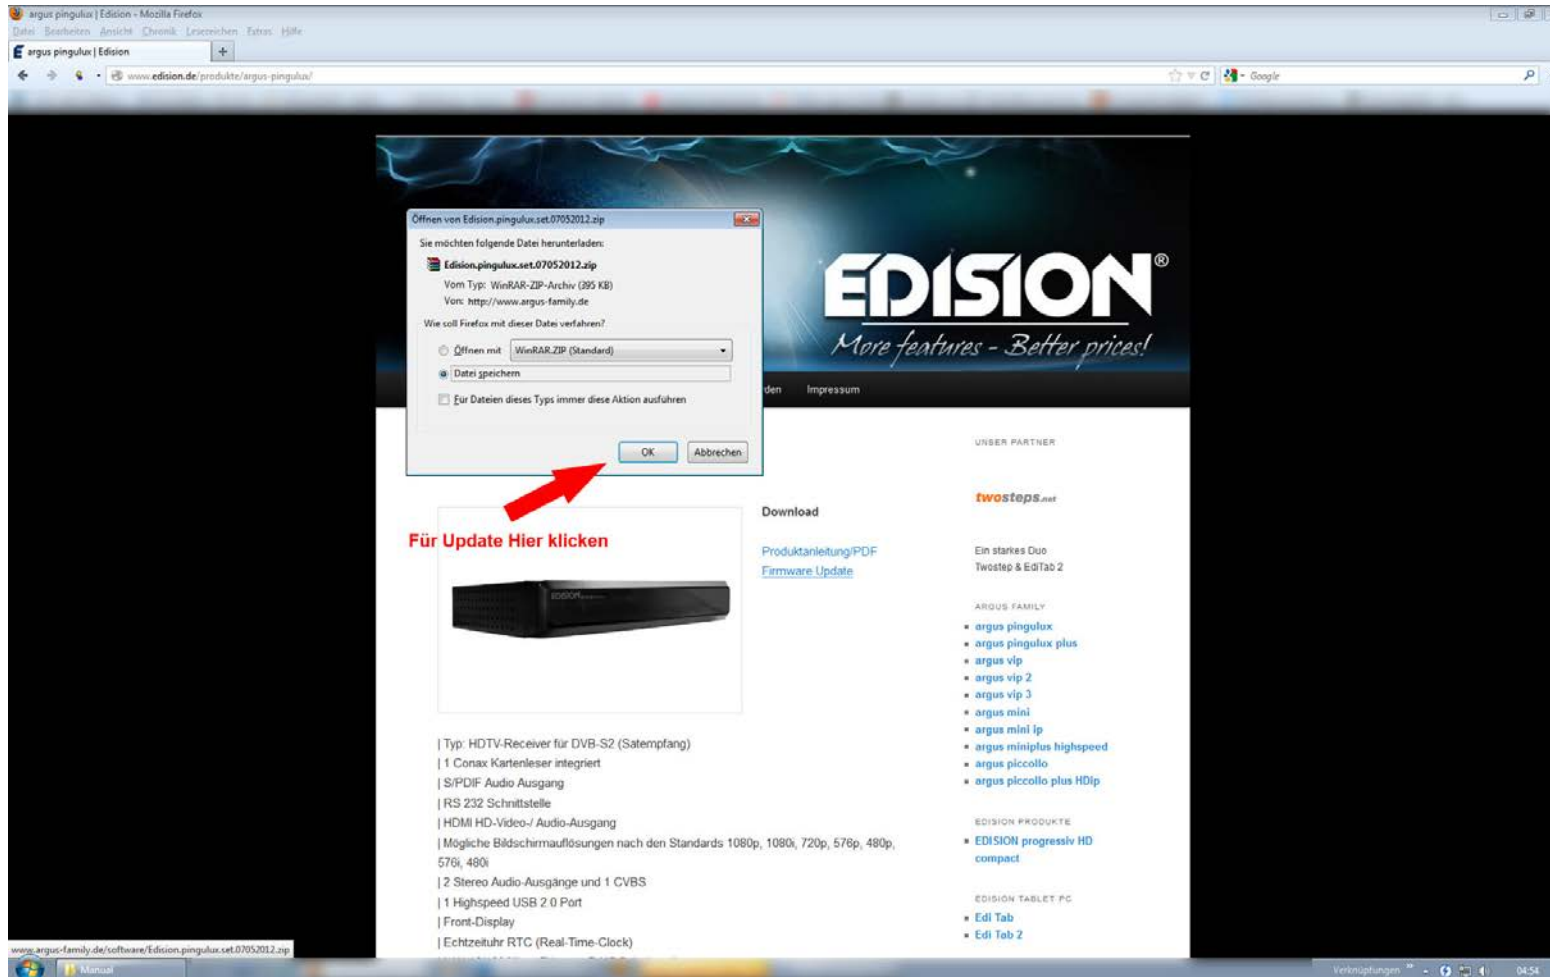 argus pingulux | Edision - Mozilla Firefox
Datei Bearbeiten Ansicht Chronik Lesezeichen Extras Hilfe
argus pingulux | Edision
www.edision.de/produkte/argus-pingulux/
Google
EDISION®
More features - Better prices!
Öffnen von Edision.pingulux.set.07052012.zip
Sie möchten folgende Datei herunterladen:
Edision.pingulux.set.07052012.zip
Vom Typ: WinRAR-ZIP-Archiv (395 KB)
Von: http://www.argus-family.de
Wie soll Firefox mit dieser Datei verfahren?
Öffnen mit WinRAR.ZIP (Standard)
Datei speichern
Für Dateien dieses Typs immer diese Aktion ausführen
OK Abbrechen
den Impressum
Für Update Hier klicken
EDISION
Download
Produktanleitung/PDF
Firmware Update
| Typ: HDTV-Receiver für DVB-S2 (Satempfang)
| 1 Conax Kartenleser integriert
| S/PDIF Audio Ausgang
| RS 232 Schnittstelle
| HDMI HD-Video-/ Audio-Ausgang
| Mögliche Bildschirmauflösungen nach den Standards 1080p, 1080i, 720p, 576p, 480p,
576i, 480i
| 2 Stereo Audio-Ausgänge und 1 CVBS
| 1 Highspeed USB 2.0 Port
| Front-Display
| Echtzeituhr RTC (Real-Time-Clock)
UNSER PARTNER
twosteps.net
Ein starkes Duo
Twostep & EdiTab 2
ARGUS FAMILY
argus pingulux
argus pingulux plus
argus vip
argus vip 2
argus vip 3
argus mini
argus mini ip
argus miniplus highspeed
argus piccollo
argus piccollo plus HDip
EDISION PRODUKTE
EDISION progressiv HD
compact
EDISION TABLET PC
Edi Tab
Edi Tab 2
www.argus-family.de/software/Edision.pingulux.set.07052012.zip
Manual
Verknüpfungen
04:54